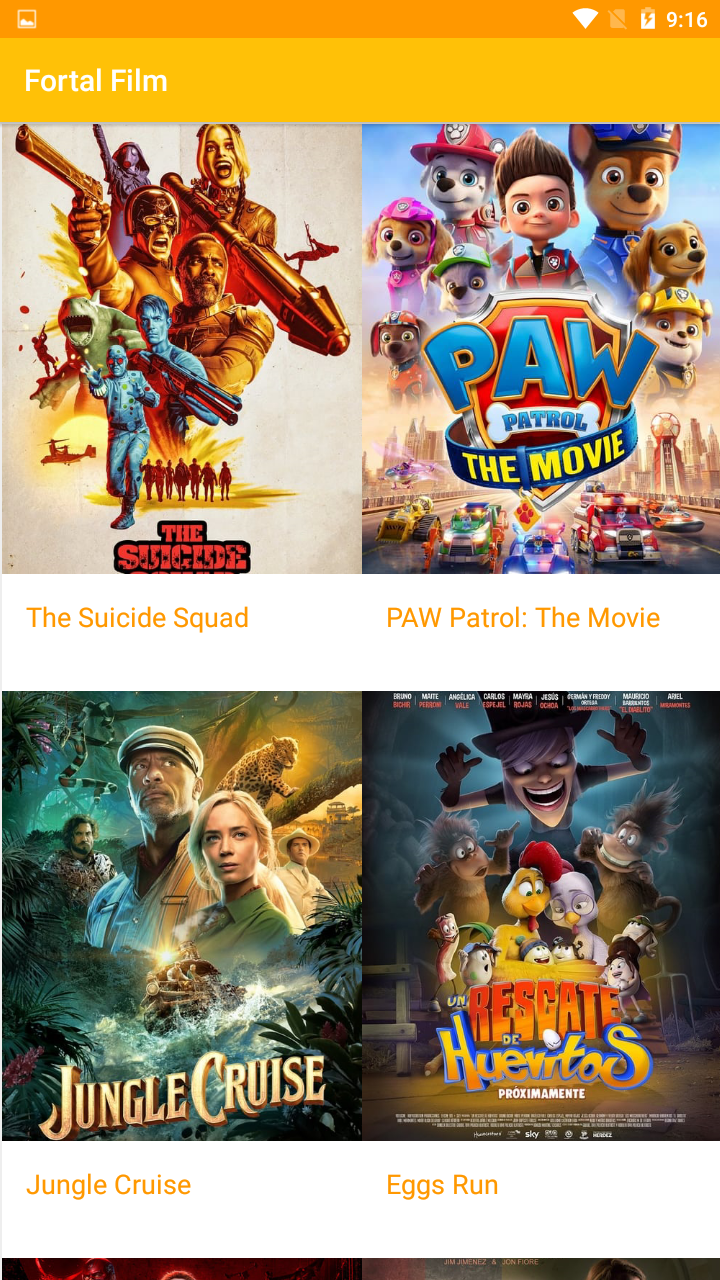 9:16
Fortal Film
THE
SUICIDE
PAW
PATROL
THE MOVIE
The Suicide Squad
PAW Patrol: The Movie
BRUNO BICHIR
MAITE PERRONI
ANGÉLICA VALE
CARLOS ESPEJEL
MAYRA ROJAS
JESÚS OCHOA
GERMÁN Y FREDDY ORTEGA
MAURICIO BARRIENTOS "EL DIABLITO"
ARIEL MIRAMONTES
JUNGLE CRUISE
UN
RESCATE
DE
Huevitos
PRÓXIMAMENTE
sky
Jungle Cruise
Eggs Run
JIM JIMENEZ & JON FIORE